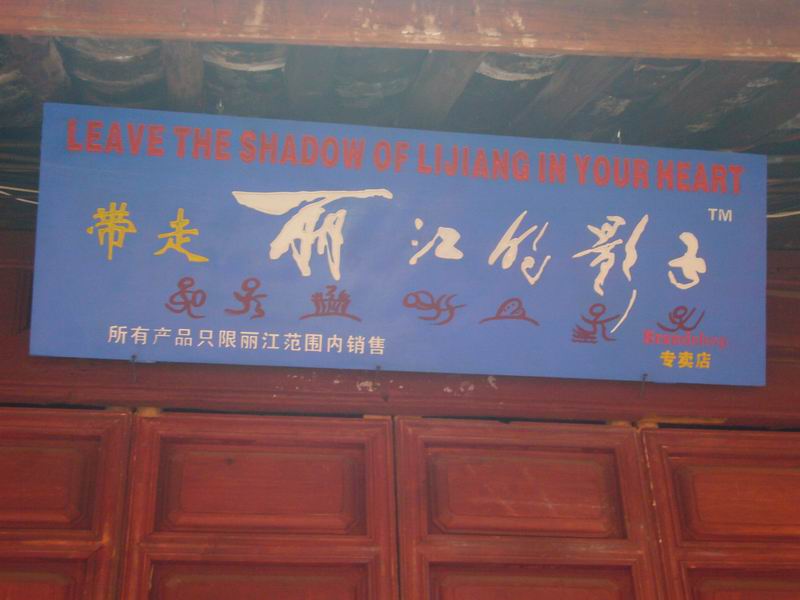 LEAVE THE SHADOW OF LIJIANG IN YOUR HEART
带走丽江的影子 TM
所有产品只限丽江范围内销售
专卖店